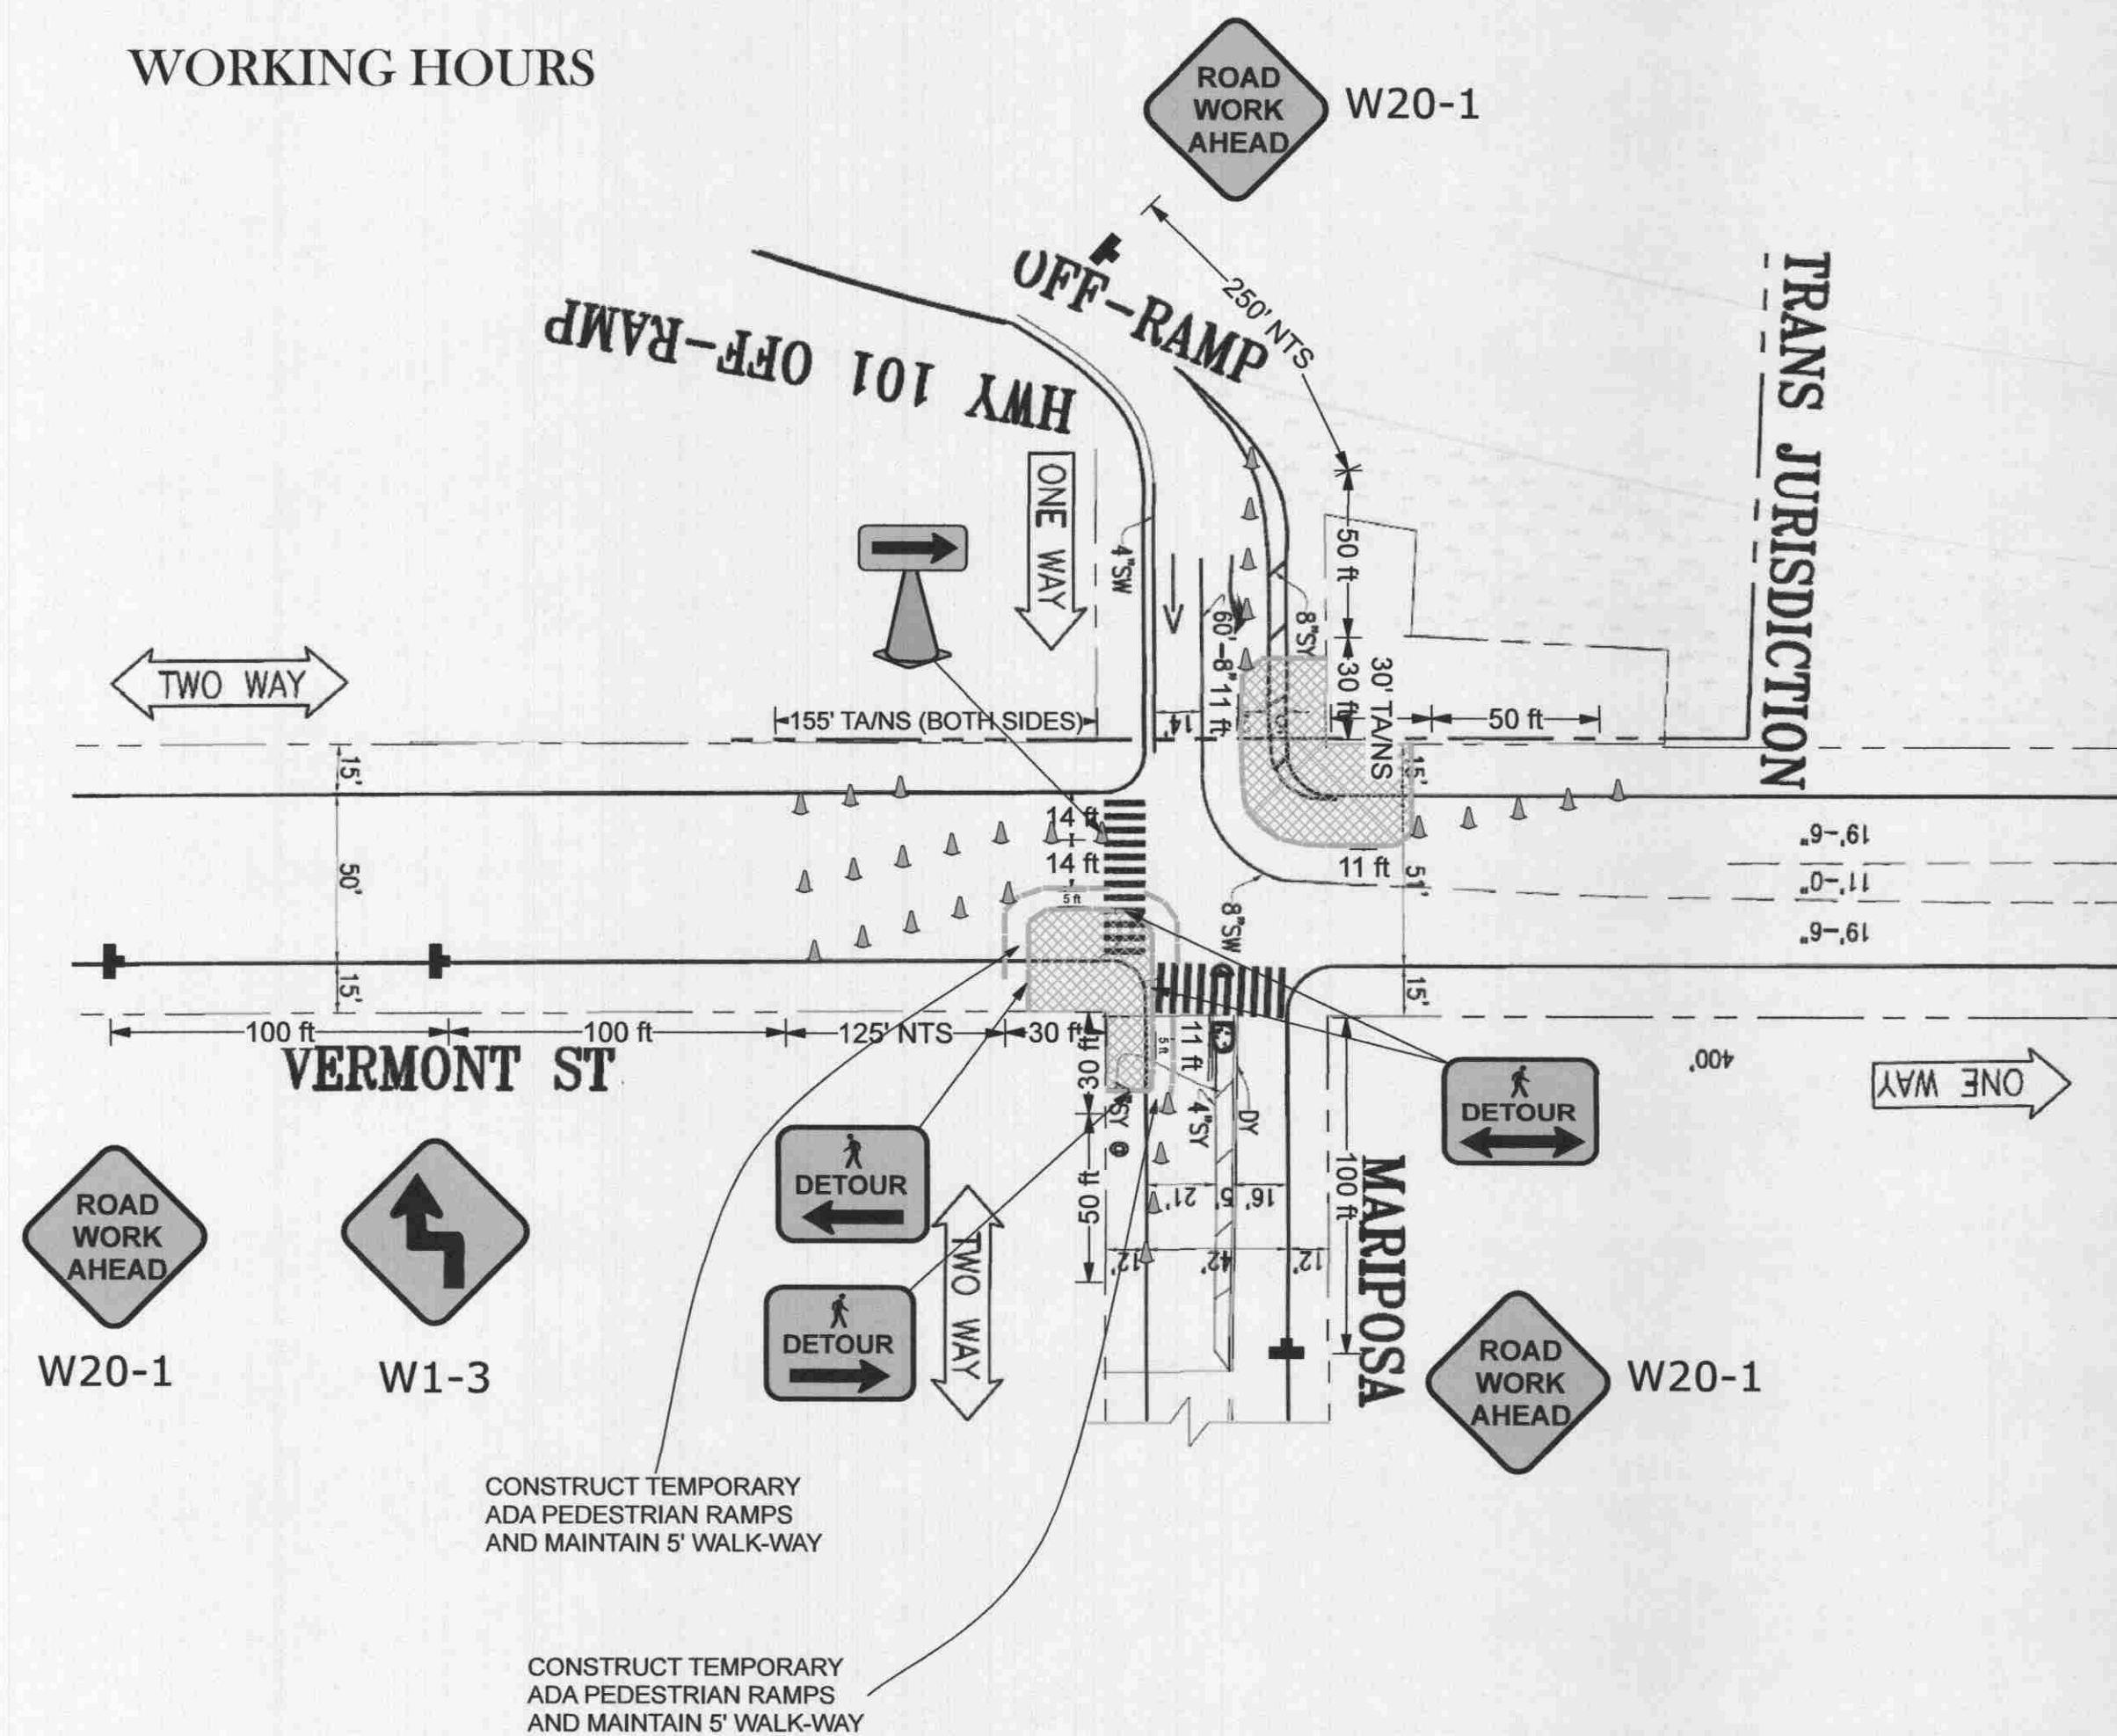 WORKING HOURS
ROAD
WORK
AHEAD
W20-1
OFF-RAMP
250' NTS
HWY 101 OFF-RAMP
TRANS JURISDICTION
ONE WAY
4"SW
50 ft
60'-8"
11 ft
8"SY
30 ft
30' TA/NS
TWO WAY
155' TA/NS (BOTH SIDES)
14'
50 ft
15'
15'
14 ft
14 ft
19'-6"
11 ft
51'
11'-0"
50'
5 ft
8"SW
19'-6"
15'
15'
100 ft
100 ft
125' NTS
30 ft
30 ft
5 ft
11 ft
VERMONT ST
400'
ONE WAY
DETOUR
SY @
4"SY
DY
DETOUR
50 ft
21'
5'
16'
100 ft
MARIPOSA
12'
42'
12'
TWO WAY
DETOUR
ROAD
WORK
AHEAD
W20-1
W1-3
ROAD
WORK
AHEAD
W20-1
CONSTRUCT TEMPORARY
ADA PEDESTRIAN RAMPS
AND MAINTAIN 5' WALK-WAY
CONSTRUCT TEMPORARY
ADA PEDESTRIAN RAMPS
AND MAINTAIN 5' WALK-WAY